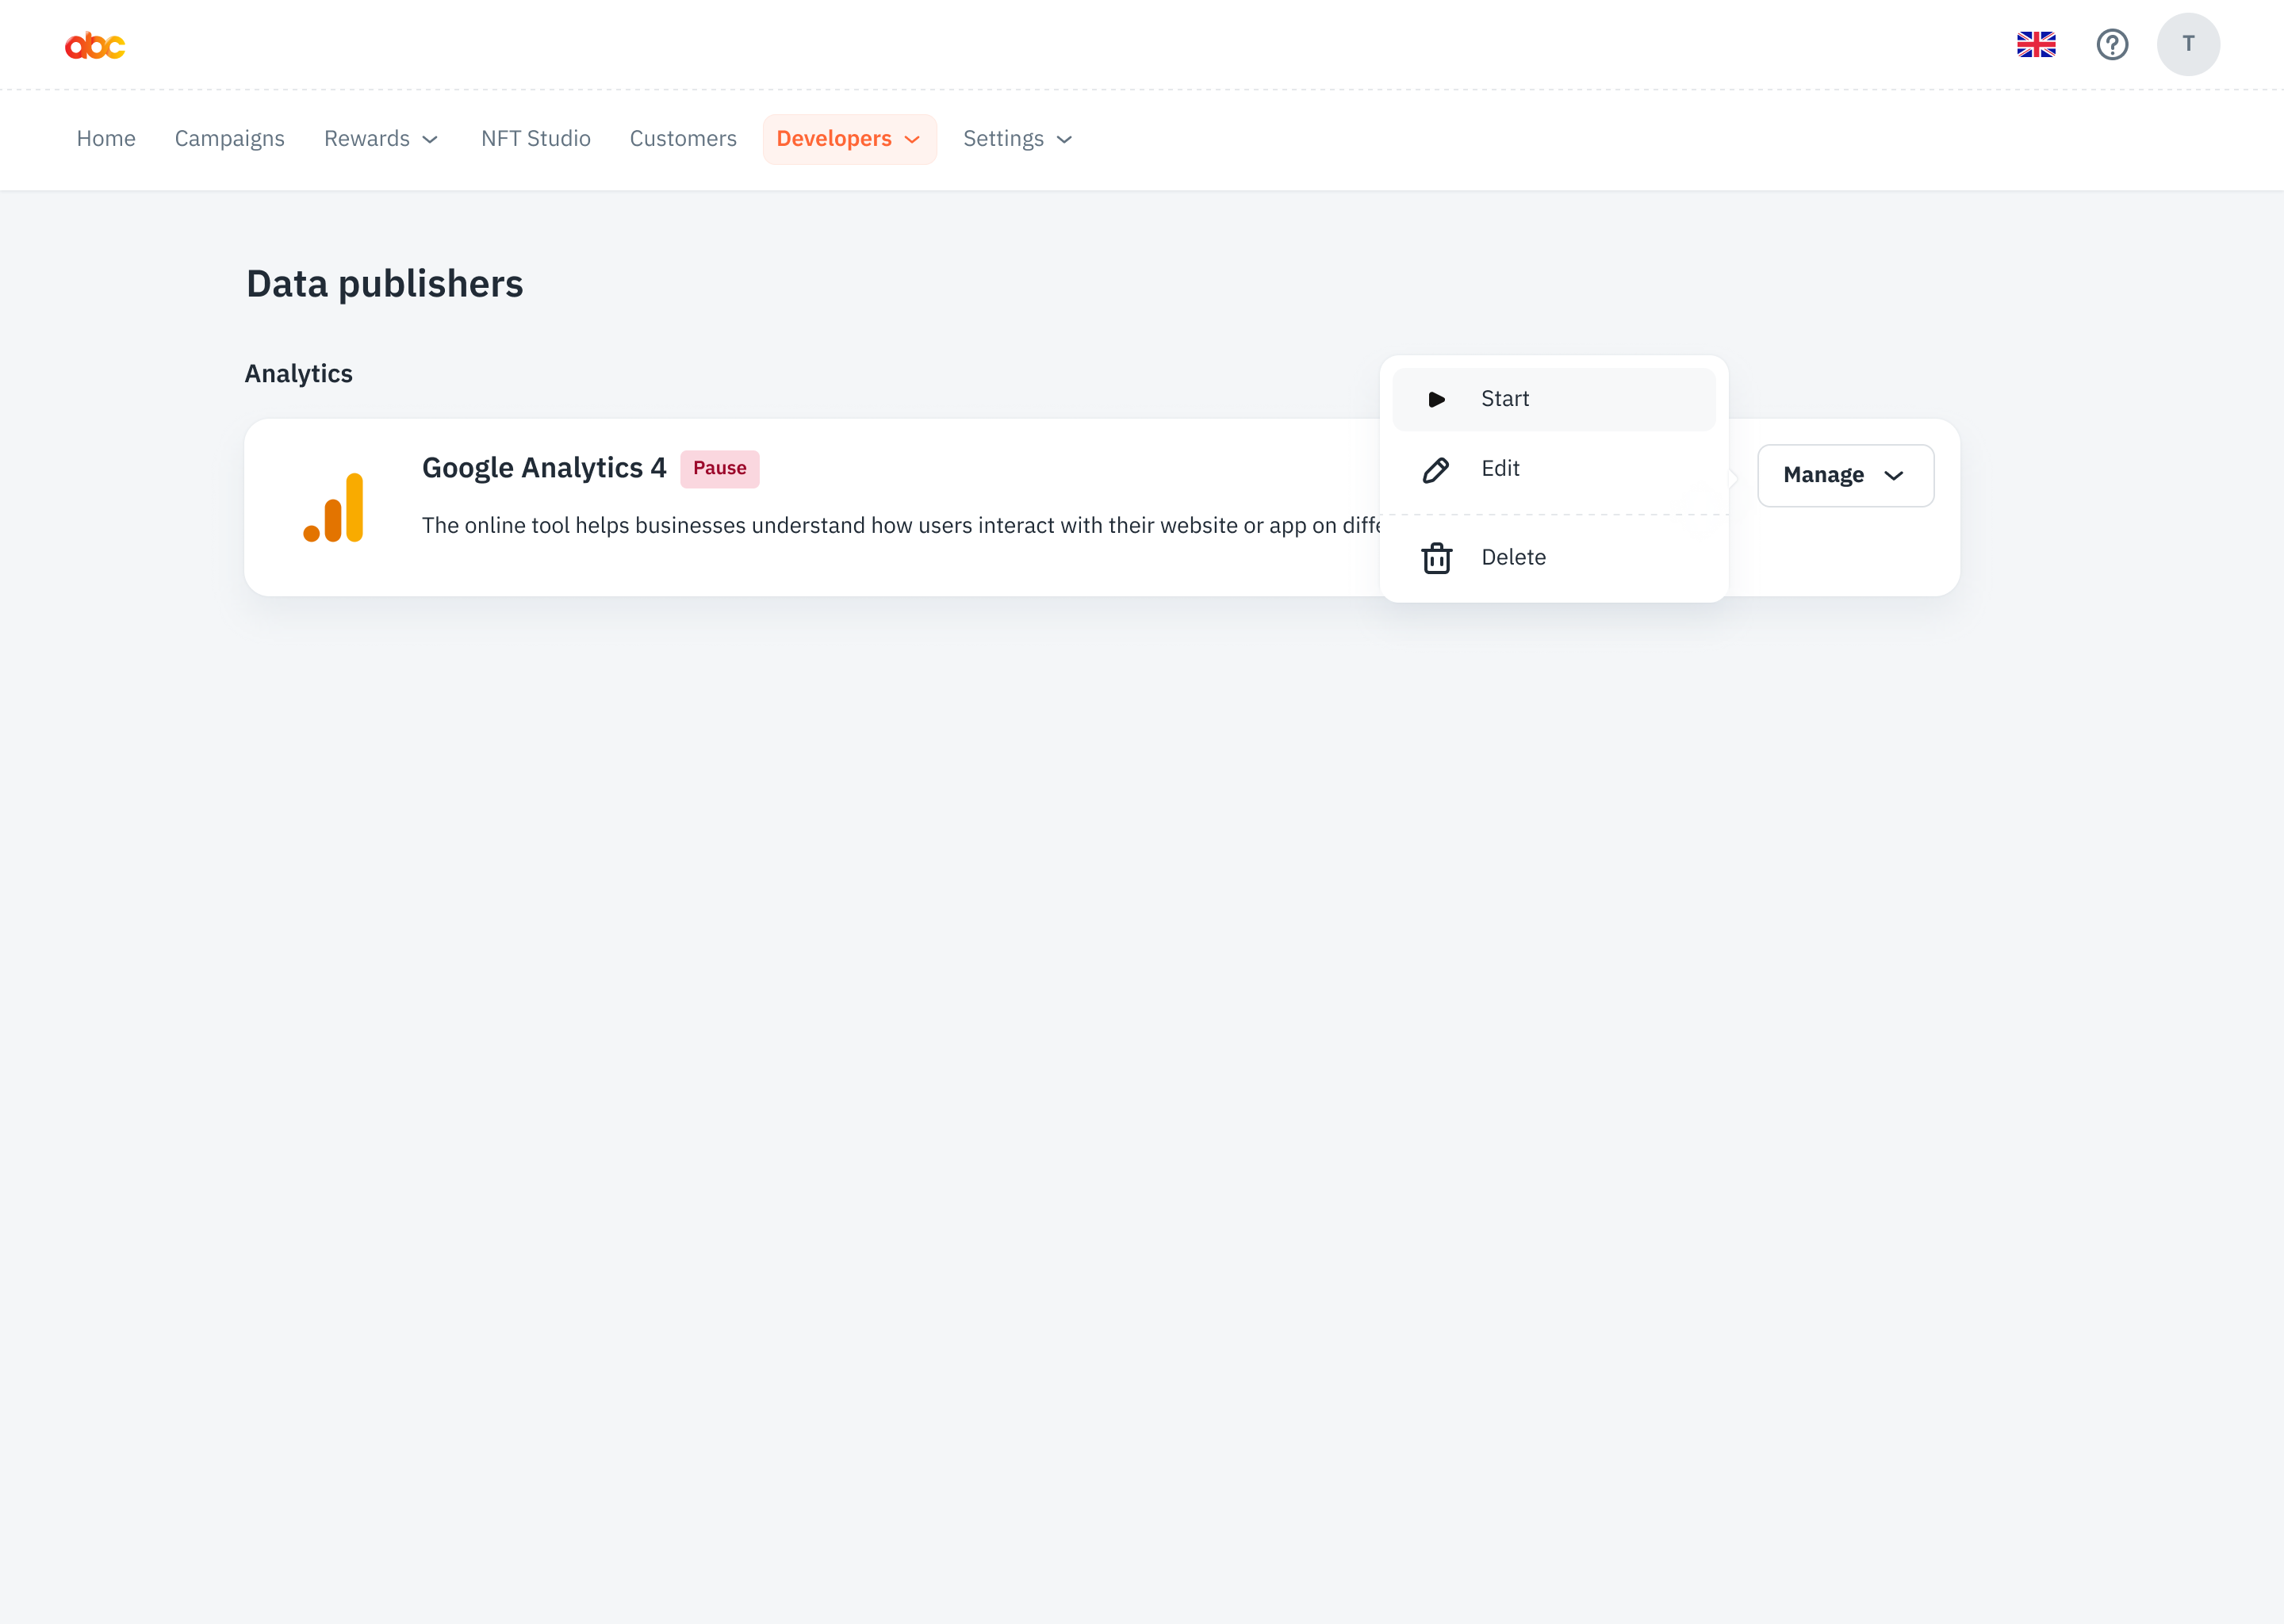 abc
T
Home Campaigns Rewards NFT Studio Customers Developers Settings
Data publishers
Analytics
Google Analytics 4 Pause
The online tool helps businesses understand how users interact with their website or app on diffe
Start
Edit
Delete
Manage